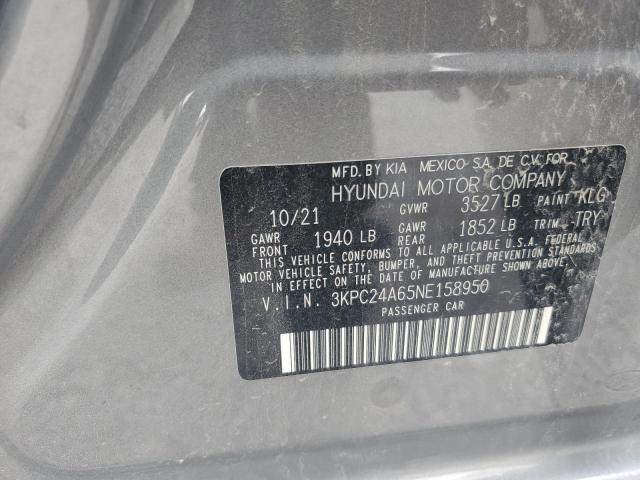 MFD. BY KIA MEXICO S.A. DE C.V. FOR
HYUNDAI MOTOR COMPANY
10/21 GVWR 3527 LB PAINT KLG
GAWR FRONT 1940 LB GAWR REAR 1852 LB TRIM TRY
THIS VEHICLE CONFORMS TO ALL APPLICABLE U.S.A. FEDERAL
MOTOR VEHICLE SAFETY, BUMPER, AND THEFT PREVENTION STANDARDS
IN EFFECT ON THE DATE OF MANUFACTURE SHOWN ABOVE.
V.I.N. 3KPC24A65NE158950
PASSENGER CAR